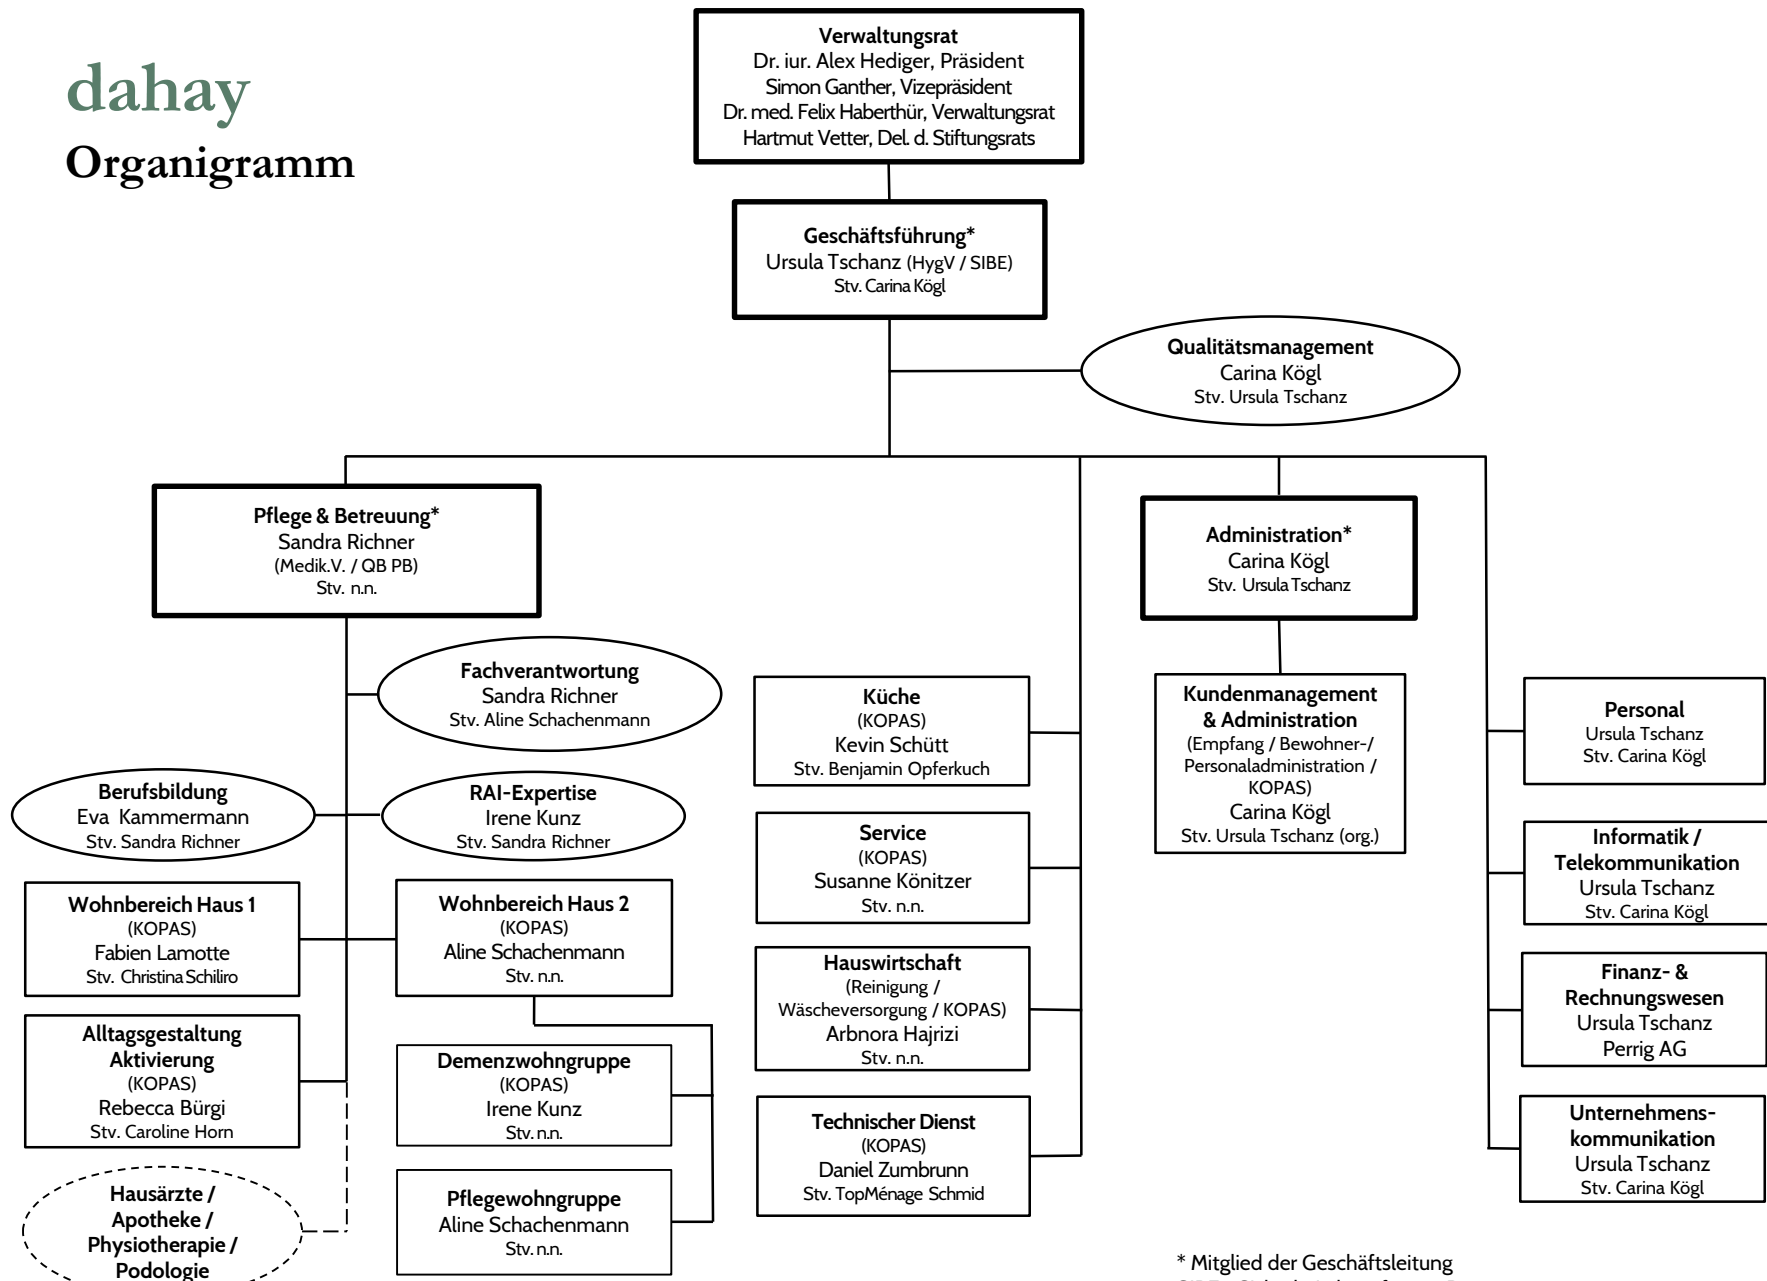 dahay
Organigramm
Verwaltungsrat
Dr. iur. Alex Hediger, Präsident
Simon Ganther, Vizepräsident
Dr. med. Felix Haberthür, Verwaltungsrat
Hartmut Vetter, Del. d. Stiftungsrats
Geschäftsführung*
Ursula Tschanz (HygV / SIBE)
Stv. Carina Kögl
Qualitätsmanagement
Carina Kögl
Stv. Ursula Tschanz
Pflege & Betreuung*
Sandra Richner
(Medik.V. / QB PB)
Stv. n.n.
Administration*
Carina Kögl
Stv. Ursula Tschanz
Fachverantwortung
Sandra Richner
Stv. Aline Schachenmann
Berufsbildung
Eva Kammermann
Stv. Sandra Richner
RAI-Expertise
Irene Kunz
Stv. Sandra Richner
Wohnbereich Haus 1
(KOPAS)
Fabien Lamotte
Stv. Christina Schiliro
Wohnbereich Haus 2
(KOPAS)
Aline Schachenmann
Stv. n.n.
Alltagsgestaltung
Aktivierung
(KOPAS)
Rebecca Bürgi
Stv. Caroline Horn
Demenzwohngruppe
(KOPAS)
Irene Kunz
Stv. n.n.
Hausärzte /
Apotheke /
Physiotherapie /
Podologie
Pflegewohngruppe
Aline Schachenmann
Stv. n.n.
Küche
(KOPAS)
Kevin Schütt
Stv. Benjamin Opferkuch
Service
(KOPAS)
Susanne Könitzer
Stv. n.n.
Hauswirtschaft
(Reinigung /
Wäscheversorgung / KOPAS)
Arbnora Hajrizi
Stv. n.n.
Technischer Dienst
(KOPAS)
Daniel Zumbrunn
Stv. TopMénage Schmid
Kundenmanagement
& Administration
(Empfang / Bewohner-/
Personaladministration /
KOPAS)
Carina Kögl
Stv. Ursula Tschanz (org.)
Personal
Ursula Tschanz
Stv. Carina Kögl
Informatik /
Telekommunikation
Ursula Tschanz
Stv. Carina Kögl
Finanz- &
Rechnungswesen
Ursula Tschanz
Perrig AG
Unternehmens-
kommunikation
Ursula Tschanz
Stv. Carina Kögl
* Mitglied der Geschäftsleitung